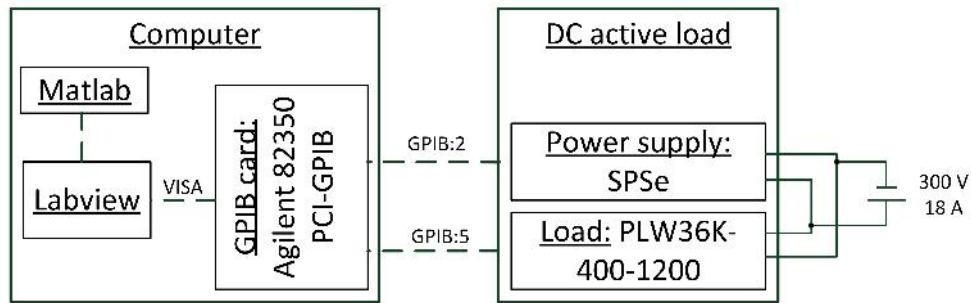 Computer
Matlab
Labview
VISA
GPIB card:
Agilent 82350
PCI-GPIB
GPIB:2
GPIB:5
DC active load
Power supply:
SPSe
Load: PLW36K-
400-1200
300 V
18 A